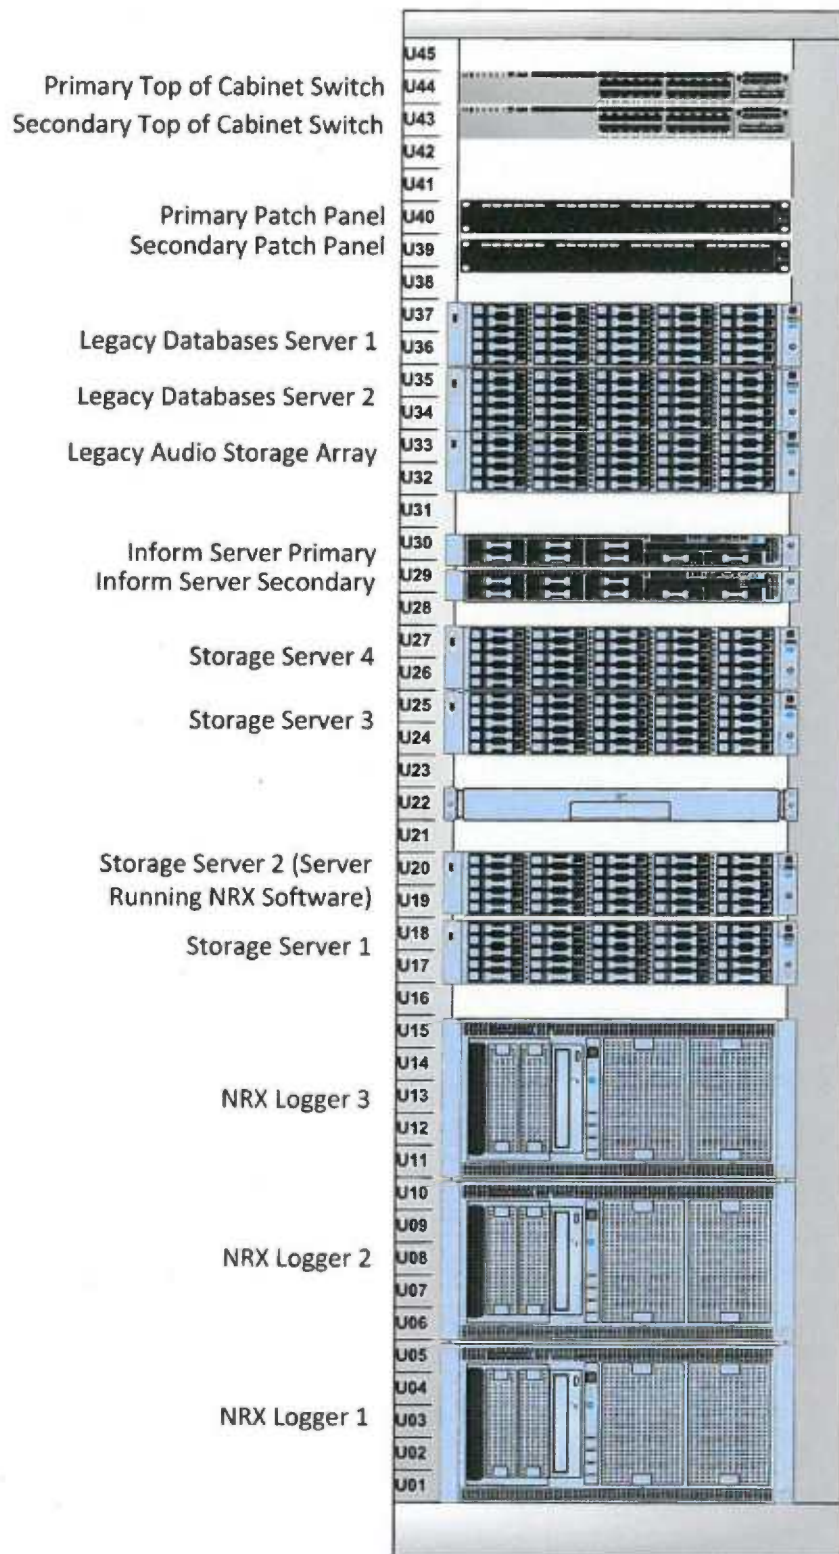 U45
Primary Top of Cabinet Switch U44
Secondary Top of Cabinet Switch U43
U42
U41
Primary Patch Panel U40
Secondary Patch Panel U39
U38
U37
Legacy Databases Server 1 U36
U35
Legacy Databases Server 2 U34
U33
Legacy Audio Storage Array
U32
U31
Inform Server Primary U30
Inform Server Secondary U29
U28
U27
Storage Server 4
U26
U25
Storage Server 3
U24
U23
U22
U21
Storage Server 2 (Server U20
Running NRX Software) U19
U18
Storage Server 1
U17
U16
U15
U14
NRX Logger 3 U13
U12
U11
U10
U09
NRX Logger 2 U08
U07
U06
U05
U04
NRX Logger 1 U03
U02
U01